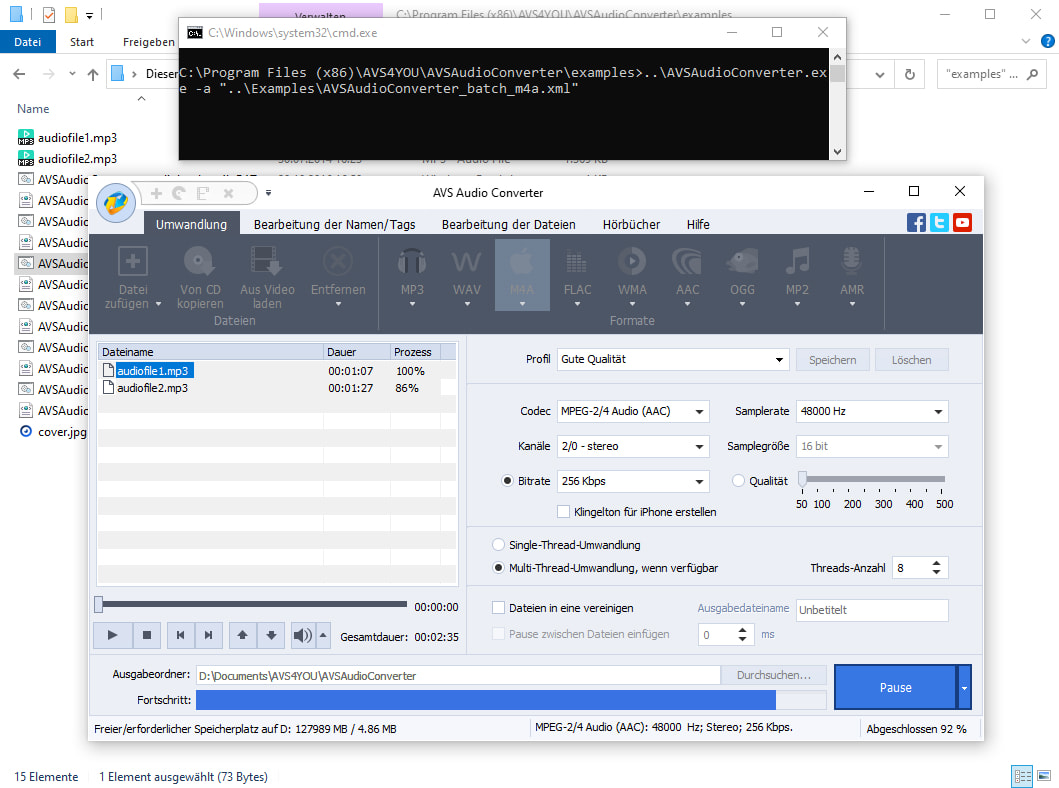 Verwalten
C:\Program Files (x86)\AVS4YOU\AVSAudioConverter\examples
Datei
Start
Freigeben
Dieser
"examples" ...
Name
audiofile1.mp3
audiofile2.mp3
AVSAudio
AVSAudio
AVSAudio
AVSAudio
AVSAudio
AVSAudio
AVSAudio
AVSAudio
AVSAudio
AVSAudio
AVSAudio
AVSAudio
cover.jpg
C:\Windows\system32\cmd.exe
C:\Program Files (x86)\AVS4YOU\AVSAudioConverter\examples>..\AVSAudioConverter.ex
e -a "..\Examples\AVSAudioConverter_batch_m4a.xml"
AVS Audio Converter
Umwandlung
Bearbeitung der Namen/Tags
Bearbeitung der Dateien
Hörbücher
Hilfe
Datei zufügen
Von CD kopieren
Aus Video laden
Entfernen
MP3
WAV
M4A
FLAC
WMA
AAC
OGG
MP2
AMR
Dateien
Formate
Dateiname Dauer Prozess
audiofile1.mp3 00:01:07 100%
audiofile2.mp3 00:01:27 86%
00:00:00
Gesamtdauer: 00:02:35
Profil Gute Qualität Speichern Löschen
Codec MPEG-2/4 Audio (AAC) Samplerate 48000 Hz
Kanäle 2/0 - stereo Samplegröße 16 bit
Bitrate 256 Kbps Qualität
50 100 200 300 400 500
Klingelton für iPhone erstellen
Single-Thread-Umwandlung
Multi-Thread-Umwandlung, wenn verfügbar Threads-Anzahl 8
Dateien in eine vereinigen Ausgabedateiname Unbetitelt
Pause zwischen Dateien einfügen 0 ms
Ausgabeordner: D:\Documents\AVS4YOU\AVSAudioConverter Durchsuchen...
Fortschritt:
Pause
Freier/erforderlicher Speicherplatz auf D: 127989 MB / 4.86 MB
MPEG-2/4 Audio (AAC): 48000 Hz; Stereo; 256 Kbps.
Abgeschlossen 92 %
15 Elemente
1 Element ausgewählt (73 Bytes)